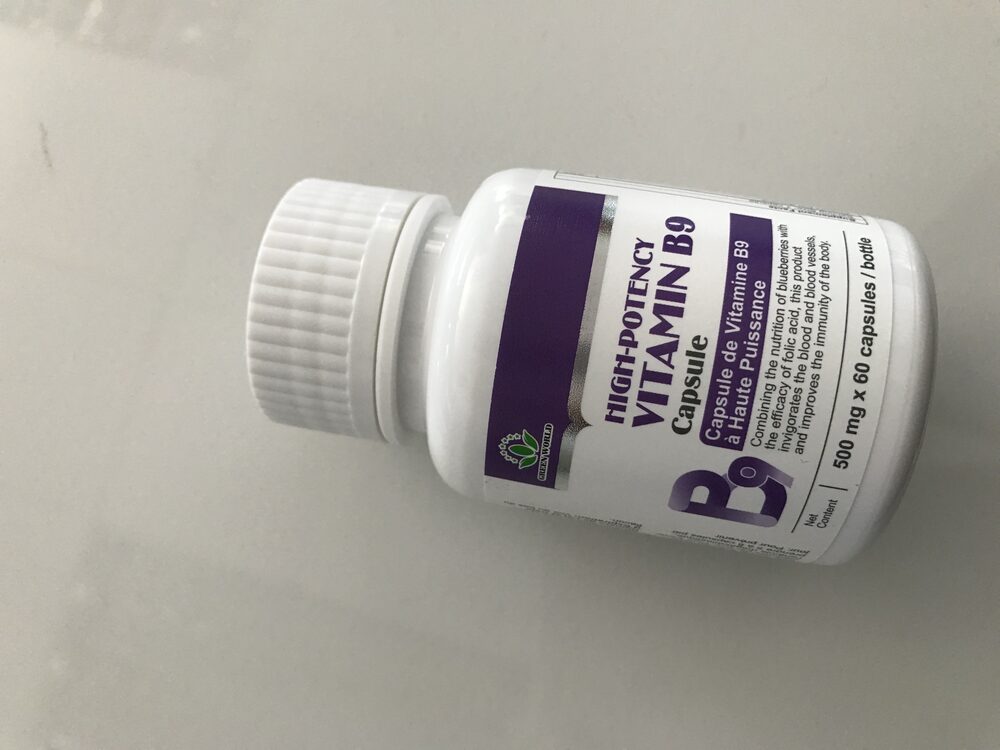 GREEN WORLD
HIGH-POTENCY
VITAMIN B9
Capsule
Capsule de Vitamine B9
à Haute Puissance
B9
Combining the nutrition of blueberries with
the efficacy of folic acid, this product
invigorates the blood and blood vessels,
and improves the immunity of the body.
Net
Content
500 mg x 60 capsules / bottle